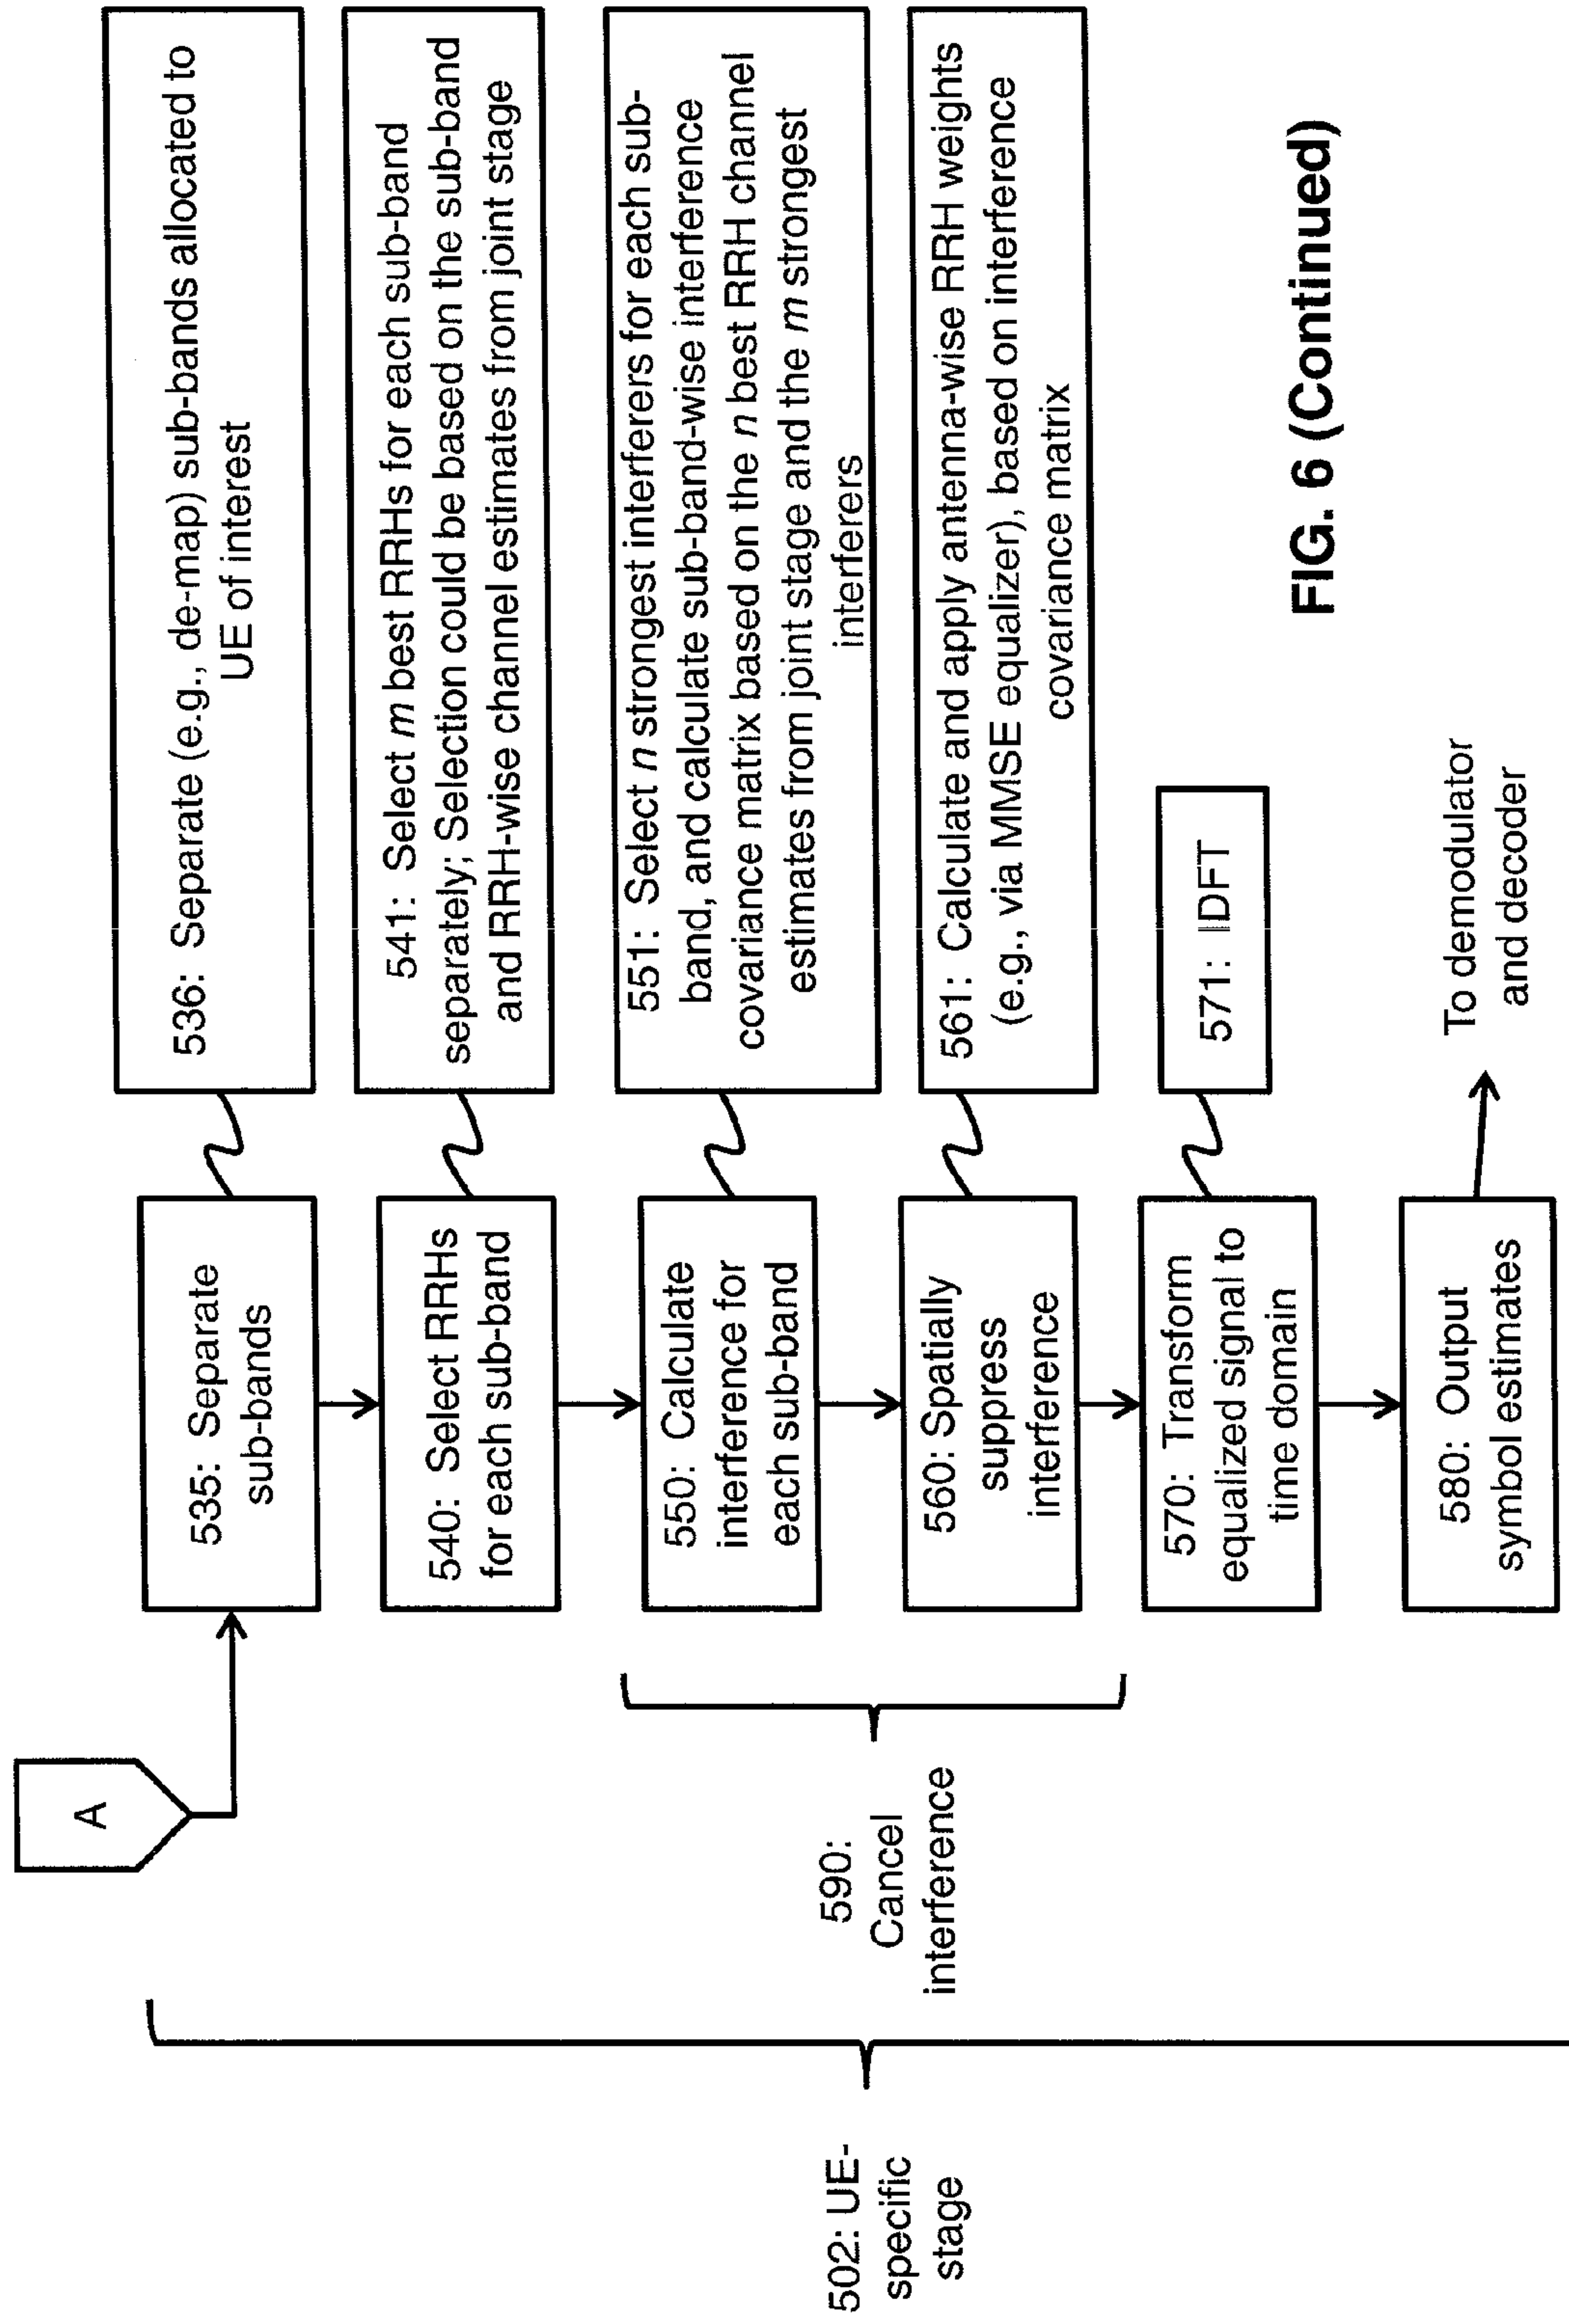 A
535: Separate
sub-bands
536: Separate (e.g., de-map) sub-bands allocated to
UE of interest
540: Select RRHs
for each sub-band
541: Select m best RRHs for each sub-band
separately; Selection could be based on the sub-band
and RRH-wise channel estimates from joint stage
550: Calculate
interference for
each sub-band
551: Select n strongest interferers for each sub-
band, and calculate sub-band-wise interference
covariance matrix based on the n best RRH channel
estimates from joint stage and the m strongest
interferers
560: Spatially
suppress
interference
561: Calculate and apply antenna-wise RRH weights
(e.g., via MMSE equalizer), based on interference
covariance matrix
570: Transform
equalized signal to
time domain
571: IDFT
580: Output
symbol estimates
To demodulator
and decoder
590:
Cancel
interference
502: UE-
specific
stage
FIG. 6 (Continued)